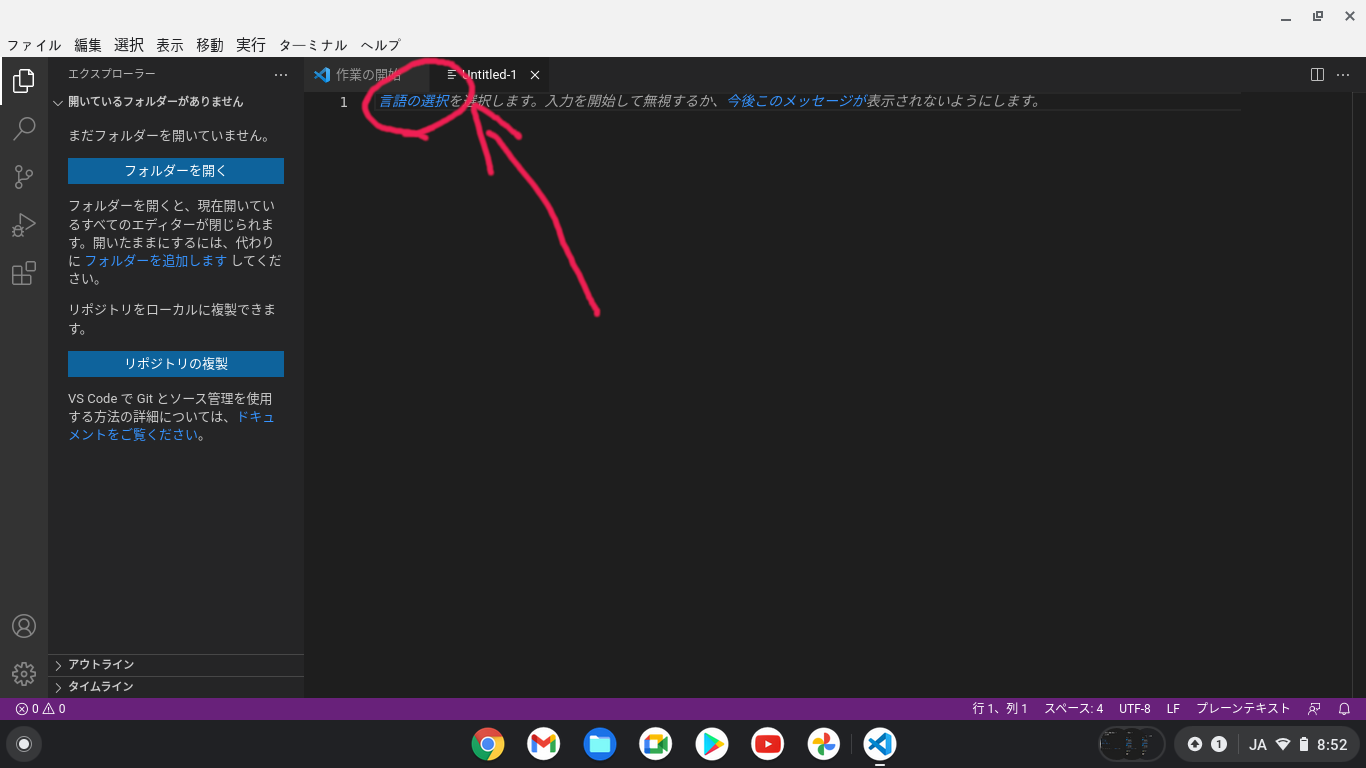 ファイル 編集 選択 表示 移動 実行 ターミナル ヘルプ
エクスプローラー
作業の開始
Untitled-1
開いているフォルダーがありません
1
言語の選択を選択します。入力を開始して無視するか、今後このメッセージが表示されないようにします。
まだフォルダーを開いていません。
フォルダーを開く
フォルダーを開くと、現在開いてい
るすべてのエディターが閉じられま
す。開いたままにするには、代わり
に フォルダーを追加します してくだ
さい。
リポジトリをローカルに複製できま
す。
リポジトリの複製
VS Code で Git とソース管理を使用
する方法の詳細については、ドキュ
メントをご覧ください。
アウトライン
タイムライン
0 0
行 1、列 1 スペース: 4 UTF-8 LF プレーンテキスト
1 JA 8:52